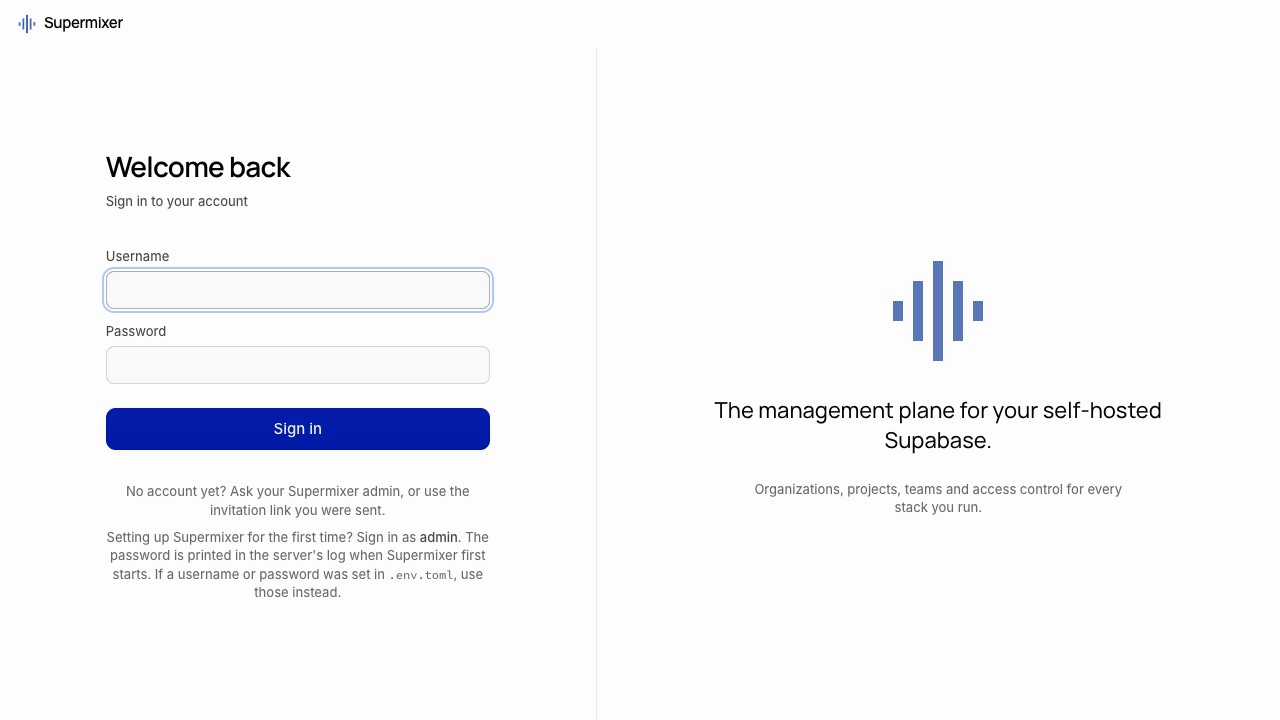 Supermixer
Welcome back
Sign in to your account
Username
Password
Sign in
No account yet? Ask your Supermixer admin, or use the
invitation link you were sent.
Setting up Supermixer for the first time? Sign in as admin. The
password is printed in the server's log when Supermixer first
starts. If a username or password was set in .env.toml, use
those instead.
The management plane for your self-hosted
Supabase.
Organizations, projects, teams and access control for every
stack you run.